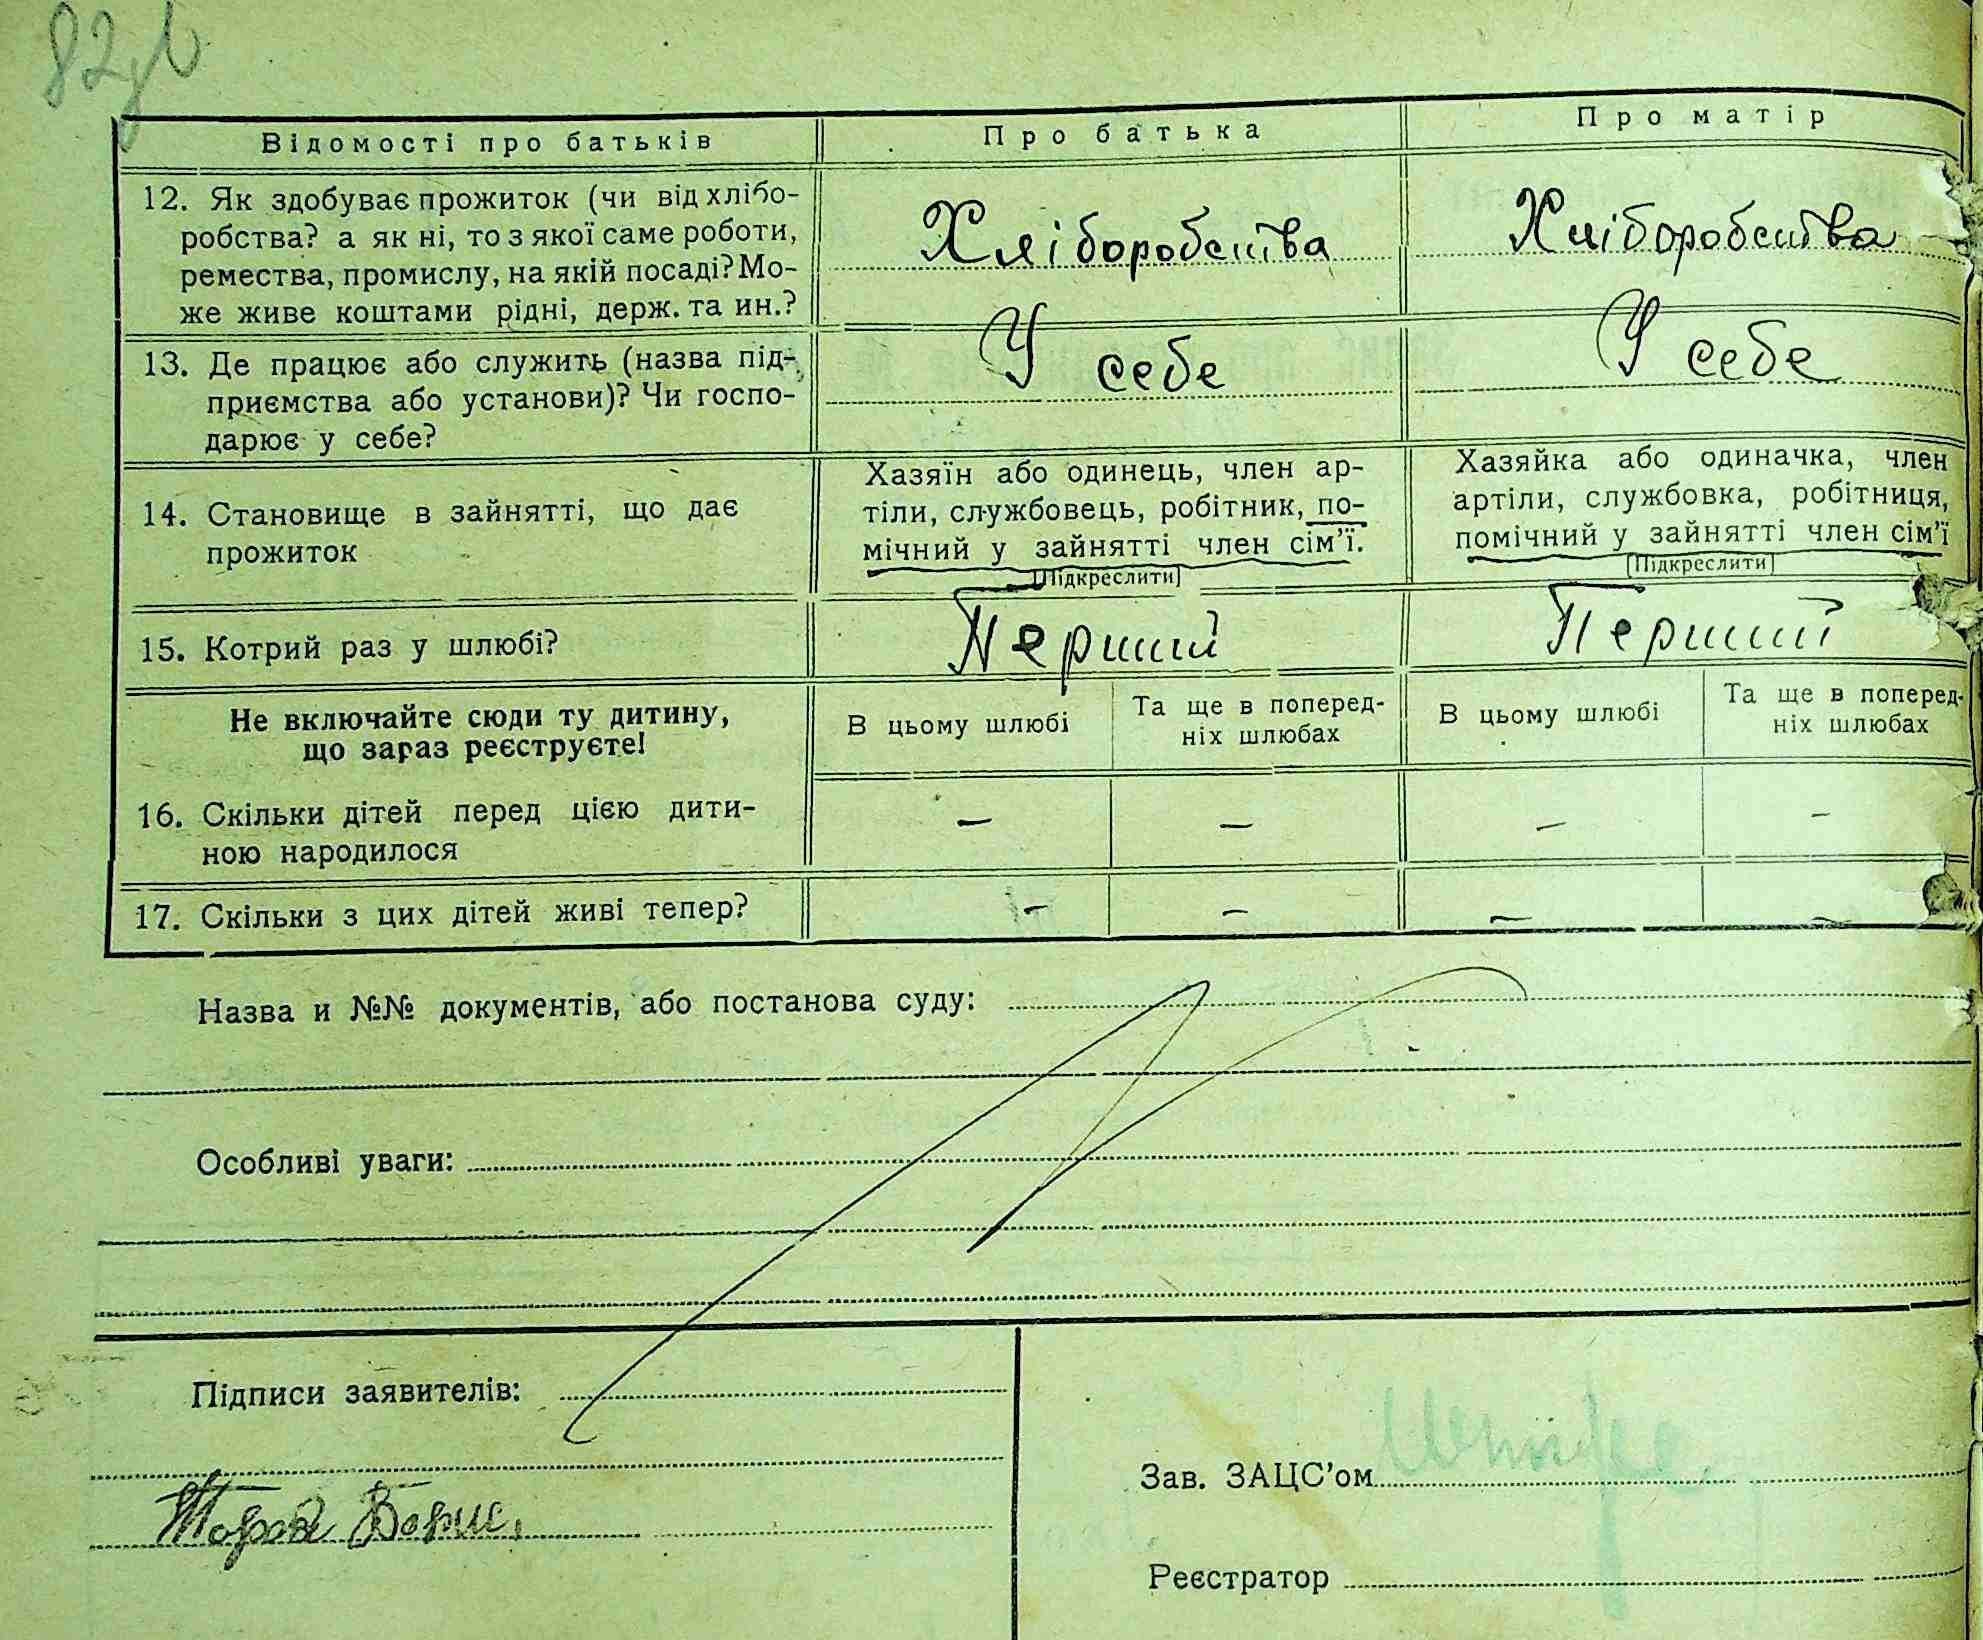 Відомості про батьків
Про батька
Про матір
12. Як здобуває прожиток (чи від хлібо-
робства? а як ні, то з якої саме роботи,
ремества, промислу, на якій посаді? Мо-
же живе коштами рідні, держ. та ин.?
Хліборобства
Хліборобства
13. Де працює або служить (назва під-
приємства або установи)? Чи госпо-
дарює у себе?
У себе
У себе
14. Становище в зайнятті, що дає
прожиток
Хазяїн або одинець, член ар-
тіли, службовець, робітник, по-
мічний у зайнятті член сім'ї.
[Підкреслити]
Хазяйка або одиначка, член
артіли, службовка, робітниця,
помічний у зайнятті член сім'ї
[Підкреслити]
15. Котрий раз у шлюбі?
Перший
Перший
Не включайте сюди ту дитину,
що зараз реєструєте!
В цьому шлюбі
Та ще в поперед-
ніх шлюбах
В цьому шлюбі
Та ще в поперед-
ніх шлюбах
16. Скільки дітей перед цією дити-
ною народилося
– – – –
17. Скільки з цих дітей живі тепер?
– – – –
Назва и №№ документів, або постанова суду:
Особливі уваги:
Підписи заявителів:
Борис
Зав. ЗАЦС'ом
Реєстратор